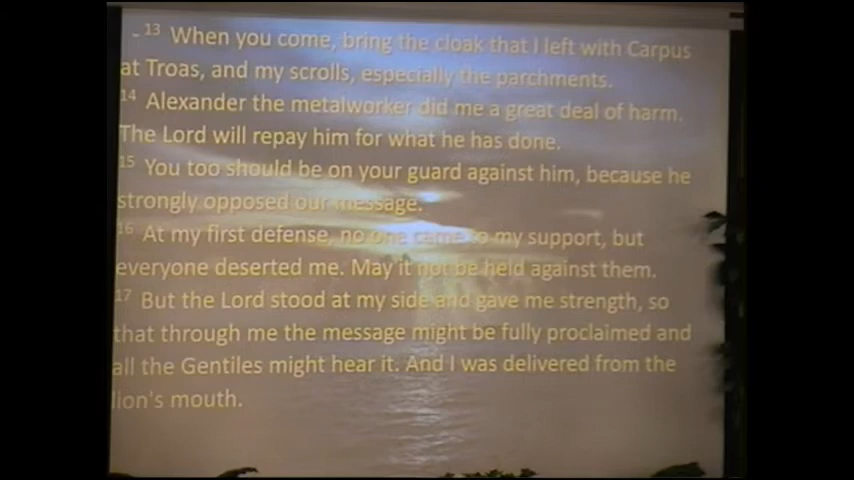 13 When you come, bring the cloak that I left with Carpus
at Troas, and my scrolls, especially the parchments.
14 Alexander the metalworker did me a great deal of harm.
The Lord will repay him for what he has done.
15 You too should be on your guard against him, because he
strongly opposed our message.
16 At my first defense, no one came to my support, but
everyone deserted me. May it not be held against them.
17 But the Lord stood at my side and gave me strength, so
that through me the message might be fully proclaimed and
all the Gentiles might hear it. And I was delivered from the
lion's mouth.